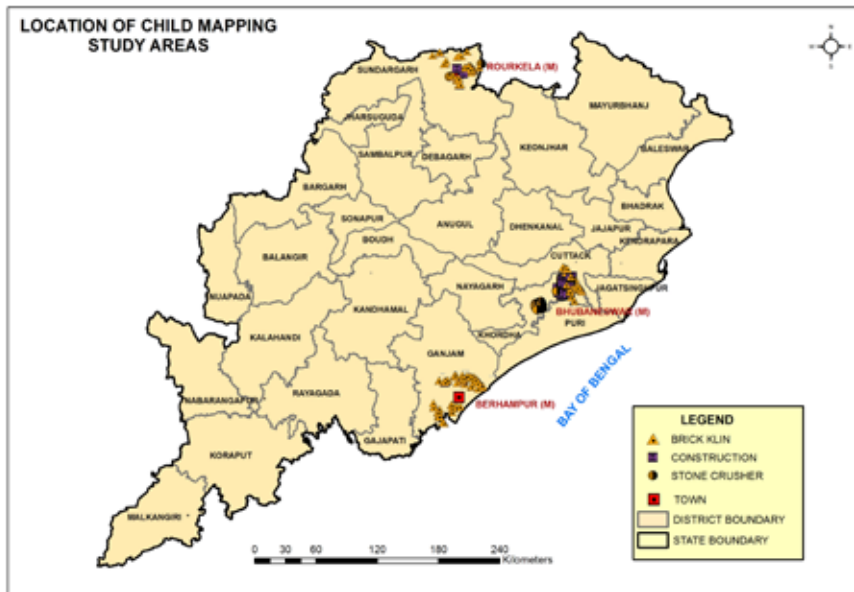 LOCATION OF CHILD MAPPING
STUDY AREAS
N
S
ROURKELA (M)
SUNDARGARH
MAYURBHANJ
JHARSUGUDA
SAMBALPUR
DEBAGARH
KEONJHAR
BALESWAR
BARGARH
BHADRAK
SONAPUR
ANUGUL
DHENKANAL
JAJAPUR
KENDRAPARA
BOUDH
BALANGIR
CUTTACK
NUAPADA
NAYAGARH
JAGATSINGHPUR
KANDHAMAL
BHUBANESWAR (M)
PURI
KHORDHA
KALAHANDI
GANJAM
NABARANGAPUR
RAYAGADA
BERHAMPUR (M)
BAY OF BENGAL
GAJAPATI
KORAPUT
MALKANGIRI
LEGEND
BRICK KLIN
CONSTRUCTION
STONE CRUSHER
TOWN
DISTRICT BOUNDARY
STATE BOUNDARY
0 15 30 60 120 180 240
Kilometers